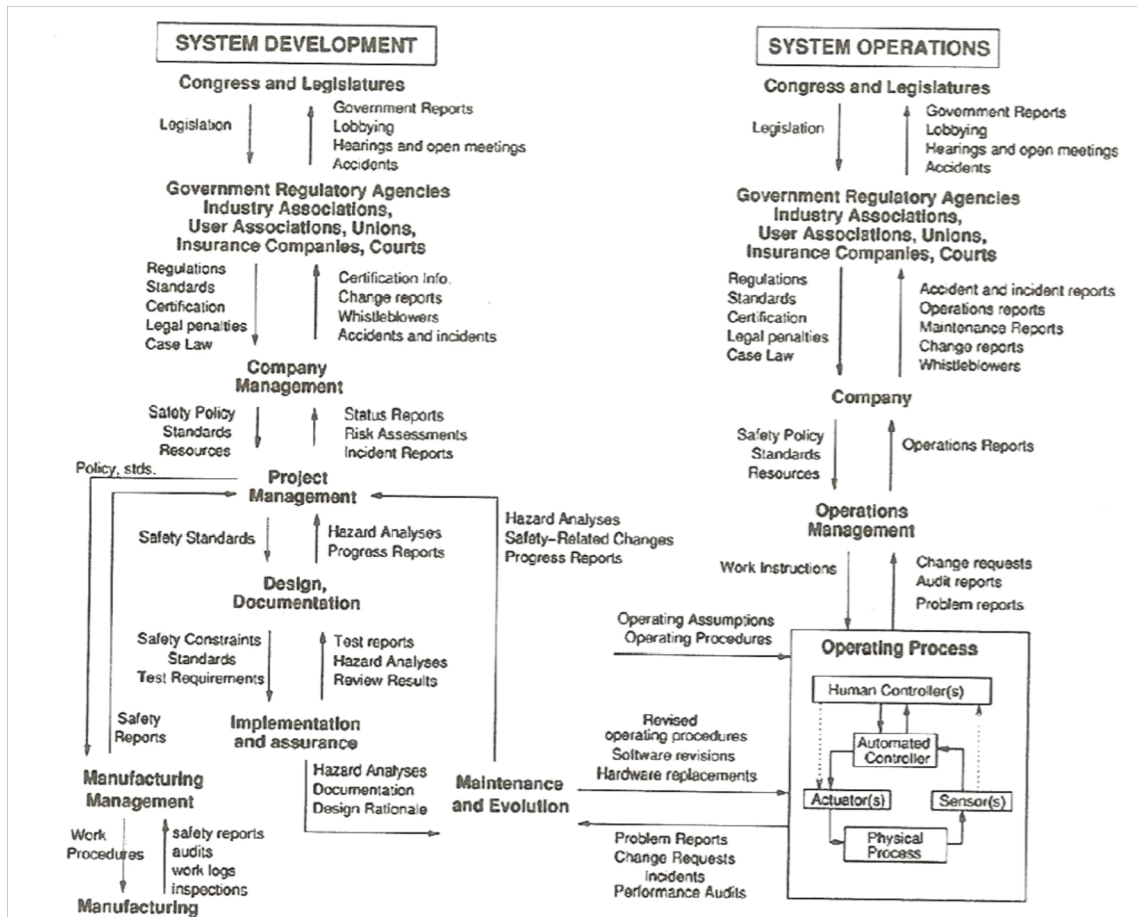 SYSTEM DEVELOPMENT
Congress and Legislatures
Legislation
Government Reports
Lobbying
Hearings and open meetings
Accidents
Government Regulatory Agencies
Industry Associations,
User Associations, Unions,
Insurance Companies, Courts
Regulations
Standards
Certification
Legal penalties
Case Law
Certification Info.
Change reports
Whistleblowers
Accidents and incidents
Company
Management
Safety Policy
Standards
Resources
Status Reports
Risk Assessments
Incident Reports
Policy, stds.
Project
Management
Safety Standards
Hazard Analyses
Progress Reports
Hazard Analyses
Safety-Related Changes
Progress Reports
Design,
Documentation
Safety Constraints
Standards
Test Requirements
Test reports
Hazard Analyses
Review Results
Implementation
and assurance
Safety
Reports
Hazard Analyses
Documentation
Design Rationale
Manufacturing
Management
Work
Procedures
safety reports
audits
work logs
inspections
Manufacturing
Maintenance
and Evolution
SYSTEM OPERATIONS
Congress and Legislatures
Legislation
Government Reports
Lobbying
Hearings and open meetings
Accidents
Government Regulatory Agencies
Industry Associations,
User Associations, Unions,
Insurance Companies, Courts
Regulations
Standards
Certification
Legal penalties
Case Law
Accident and incident reports
Operations reports
Maintenance Reports
Change reports
Whistleblowers
Company
Safety Policy
Standards
Resources
Operations Reports
Operations
Management
Work Instructions
Change requests
Audit reports
Problem reports
Operating Assumptions
Operating Procedures
Operating Process
Human Controller(s)
Automated
Controller
Actuator(s)
Sensor(s)
Physical
Process
Revised
operating procedures
Software revisions
Hardware replacements
Problem Reports
Change Requests
Incidents
Performance Audits